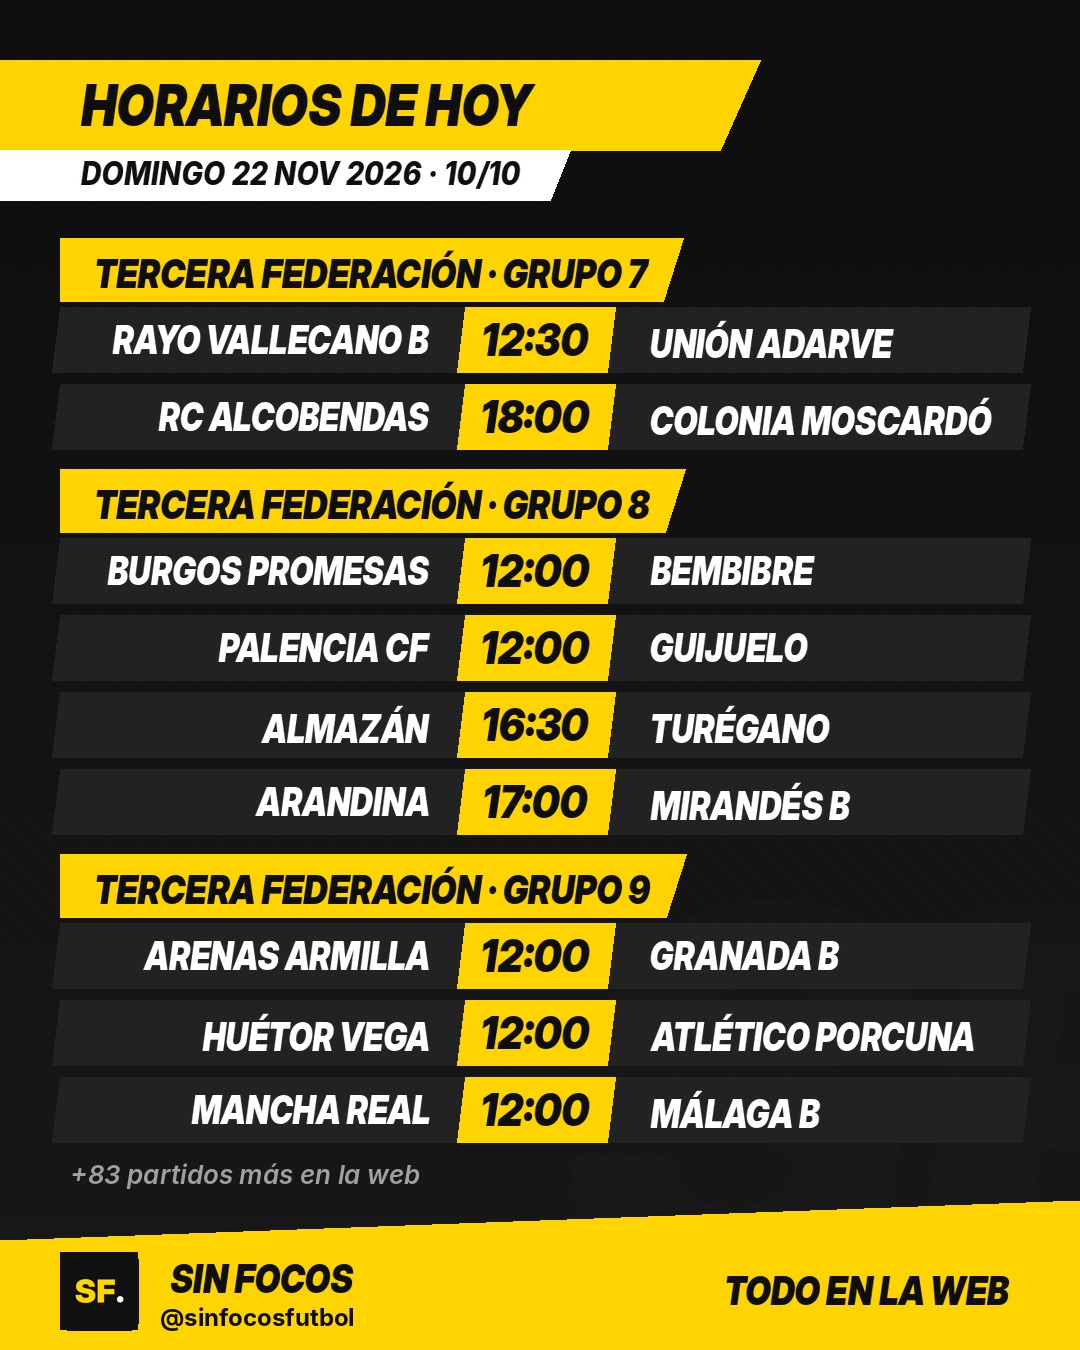 HORARIOS DE HOY
DOMINGO 22 NOV 2026 · 10/10
TERCERA FEDERACIÓN · GRUPO 7
RAYO VALLECANO B 12:30 UNIÓN ADARVE
RC ALCOBENDAS 18:00 COLONIA MOSCARDÓ
TERCERA FEDERACIÓN · GRUPO 8
BURGOS PROMESAS 12:00 BEMBIBRE
PALENCIA CF 12:00 GUIJUELO
ALMAZÁN 16:30 TURÉGANO
ARANDINA 17:00 MIRANDÉS B
TERCERA FEDERACIÓN · GRUPO 9
ARENAS ARMILLA 12:00 GRANADA B
HUÉTOR VEGA 12:00 ATLÉTICO PORCUNA
MANCHA REAL 12:00 MÁLAGA B
+83 partidos más en la web
SF.
SIN FOCOS
@sinfocosfutbol
TODO EN LA WEB